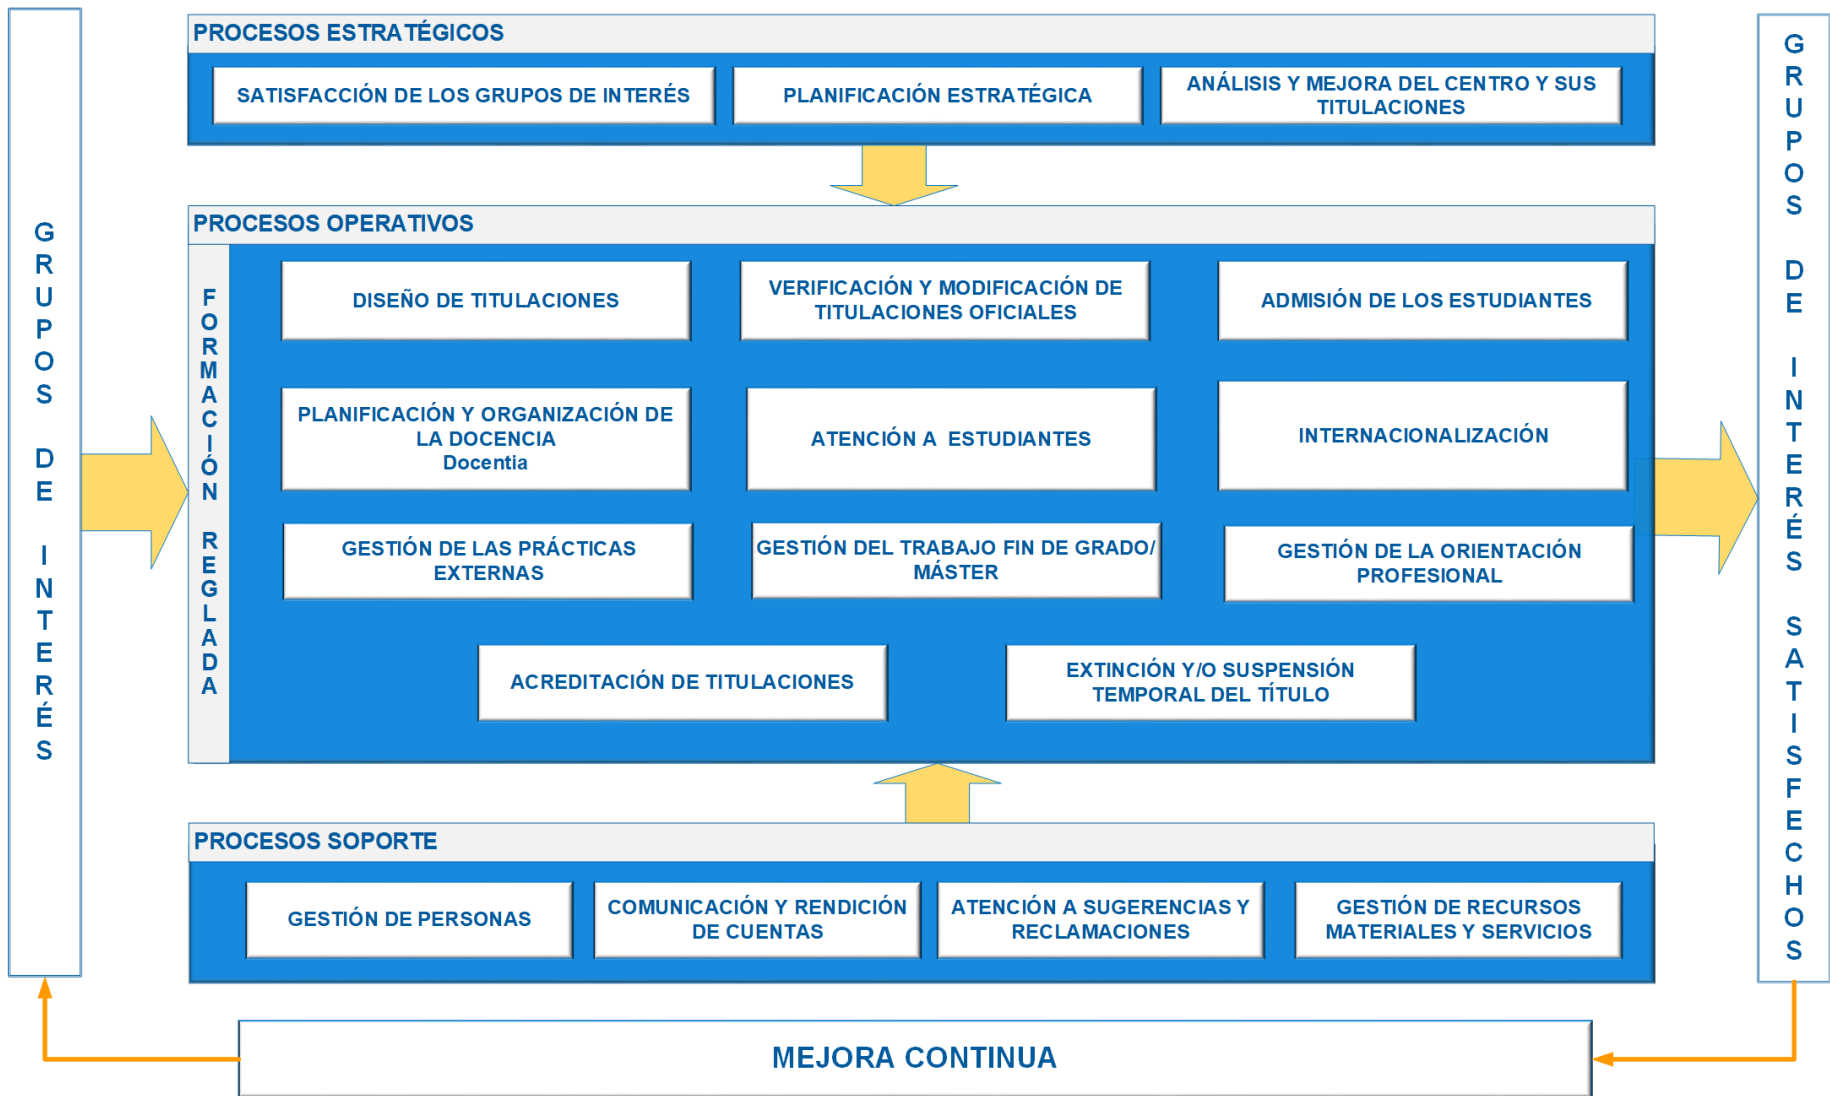 GRUPOS DE INTERÉS
PROCESOS ESTRATÉGICOS
SATISFACCIÓN DE LOS GRUPOS DE INTERÉS
PLANIFICACIÓN ESTRATÉGICA
ANÁLISIS Y MEJORA DEL CENTRO Y SUS
TITULACIONES
PROCESOS OPERATIVOS
FORMACIÓN REGLADA
DISEÑO DE TITULACIONES
VERIFICACIÓN Y MODIFICACIÓN DE
TITULACIONES OFICIALES
ADMISIÓN DE LOS ESTUDIANTES
PLANIFICACIÓN Y ORGANIZACIÓN DE
LA DOCENCIA
Docentia
ATENCIÓN A  ESTUDIANTES
INTERNACIONALIZACIÓN
GESTIÓN DE LAS PRÁCTICAS
EXTERNAS
GESTIÓN DEL TRABAJO FIN DE GRADO/
MÁSTER
GESTIÓN DE LA ORIENTACIÓN
PROFESIONAL
ACREDITACIÓN DE TITULACIONES
EXTINCIÓN Y/O SUSPENSIÓN
TEMPORAL DEL TÍTULO
PROCESOS SOPORTE
GESTIÓN DE PERSONAS
COMUNICACIÓN Y RENDICIÓN
DE CUENTAS
ATENCIÓN A SUGERENCIAS Y
RECLAMACIONES
GESTIÓN DE RECURSOS
MATERIALES Y SERVICIOS
GRUPOS DE INTERÉS SATISFECHOS
MEJORA CONTINUA